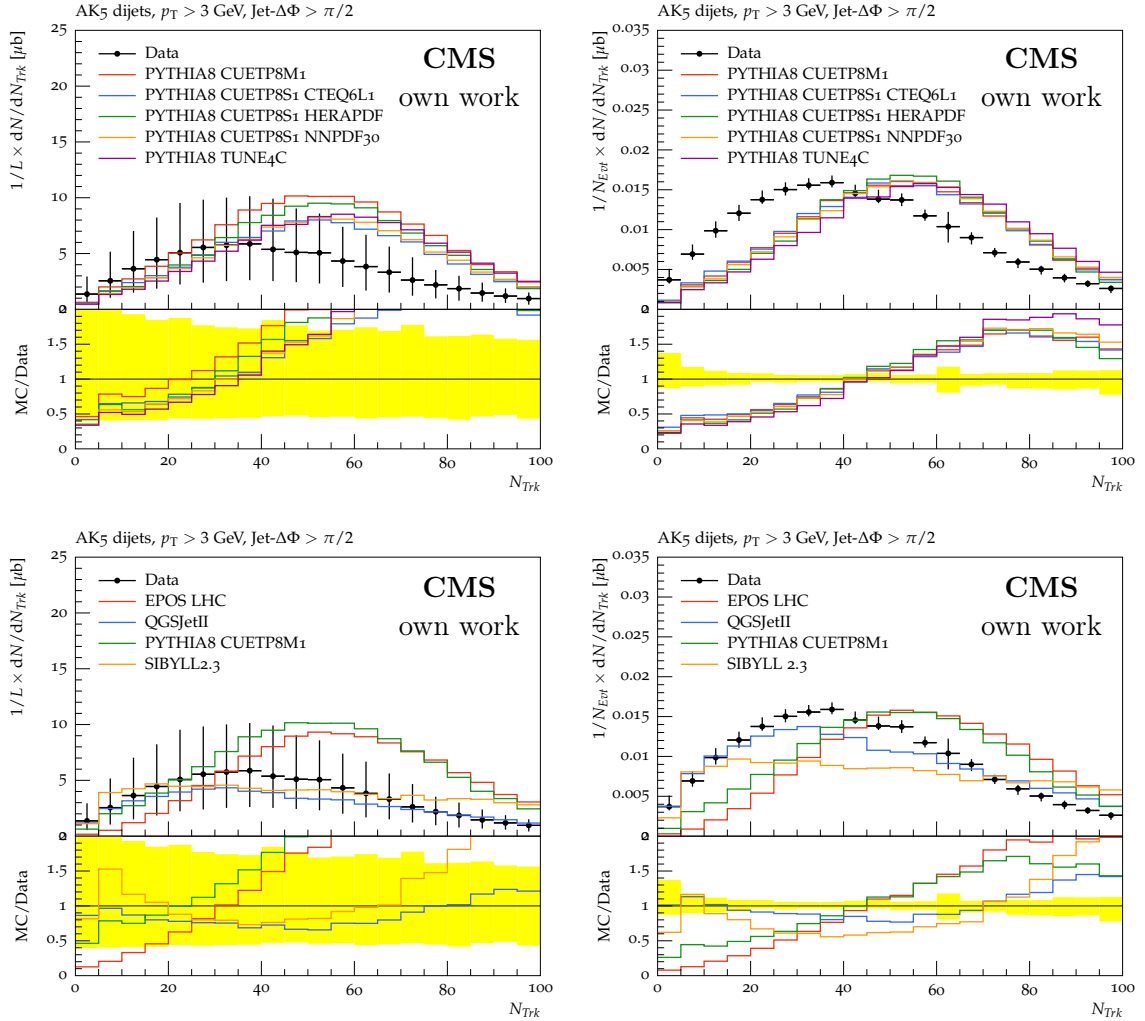 AK5 dijets, pT > 3 GeV, Jet-ΔΦ > π/2
25
20
15
10
5
2
1/L × dN/dNTrk [µb]
Data
PYTHIA8 CUETP8M1
PYTHIA8 CUETP8S1 CTEQ6L1
PYTHIA8 CUETP8S1 HERAPDF
PYTHIA8 CUETP8S1 NNPDF30
PYTHIA8 TUNE4C
CMS
own work
MC/Data
1.5
1
0.5
0
0 20 40 60 80 100
NTrk
AK5 dijets, pT > 3 GeV, Jet-ΔΦ > π/2
0.035
0.03
0.025
0.02
0.015
0.01
0.005
2
1/NEvt × dN/dNTrk [µb]
Data
PYTHIA8 CUETP8M1
PYTHIA8 CUETP8S1 CTEQ6L1
PYTHIA8 CUETP8S1 HERAPDF
PYTHIA8 CUETP8S1 NNPDF30
PYTHIA8 TUNE4C
CMS
own work
MC/Data
1.5
1
0.5
0
0 20 40 60 80 100
NTrk
AK5 dijets, pT > 3 GeV, Jet-ΔΦ > π/2
25
20
15
10
5
2
1/L × dN/dNTrk [µb]
Data
EPOS LHC
QGSJetII
PYTHIA8 CUETP8M1
SIBYLL2.3
CMS
own work
MC/Data
1.5
1
0.5
0
0 20 40 60 80 100
NTrk
AK5 dijets, pT > 3 GeV, Jet-ΔΦ > π/2
0.035
0.03
0.025
0.02
0.015
0.01
0.005
2
1/NEvt × dN/dNTrk [µb]
Data
EPOS LHC
QGSJetII
PYTHIA8 CUETP8M1
SIBYLL 2.3
CMS
own work
MC/Data
1.5
1
0.5
0
0 20 40 60 80 100
NTrk